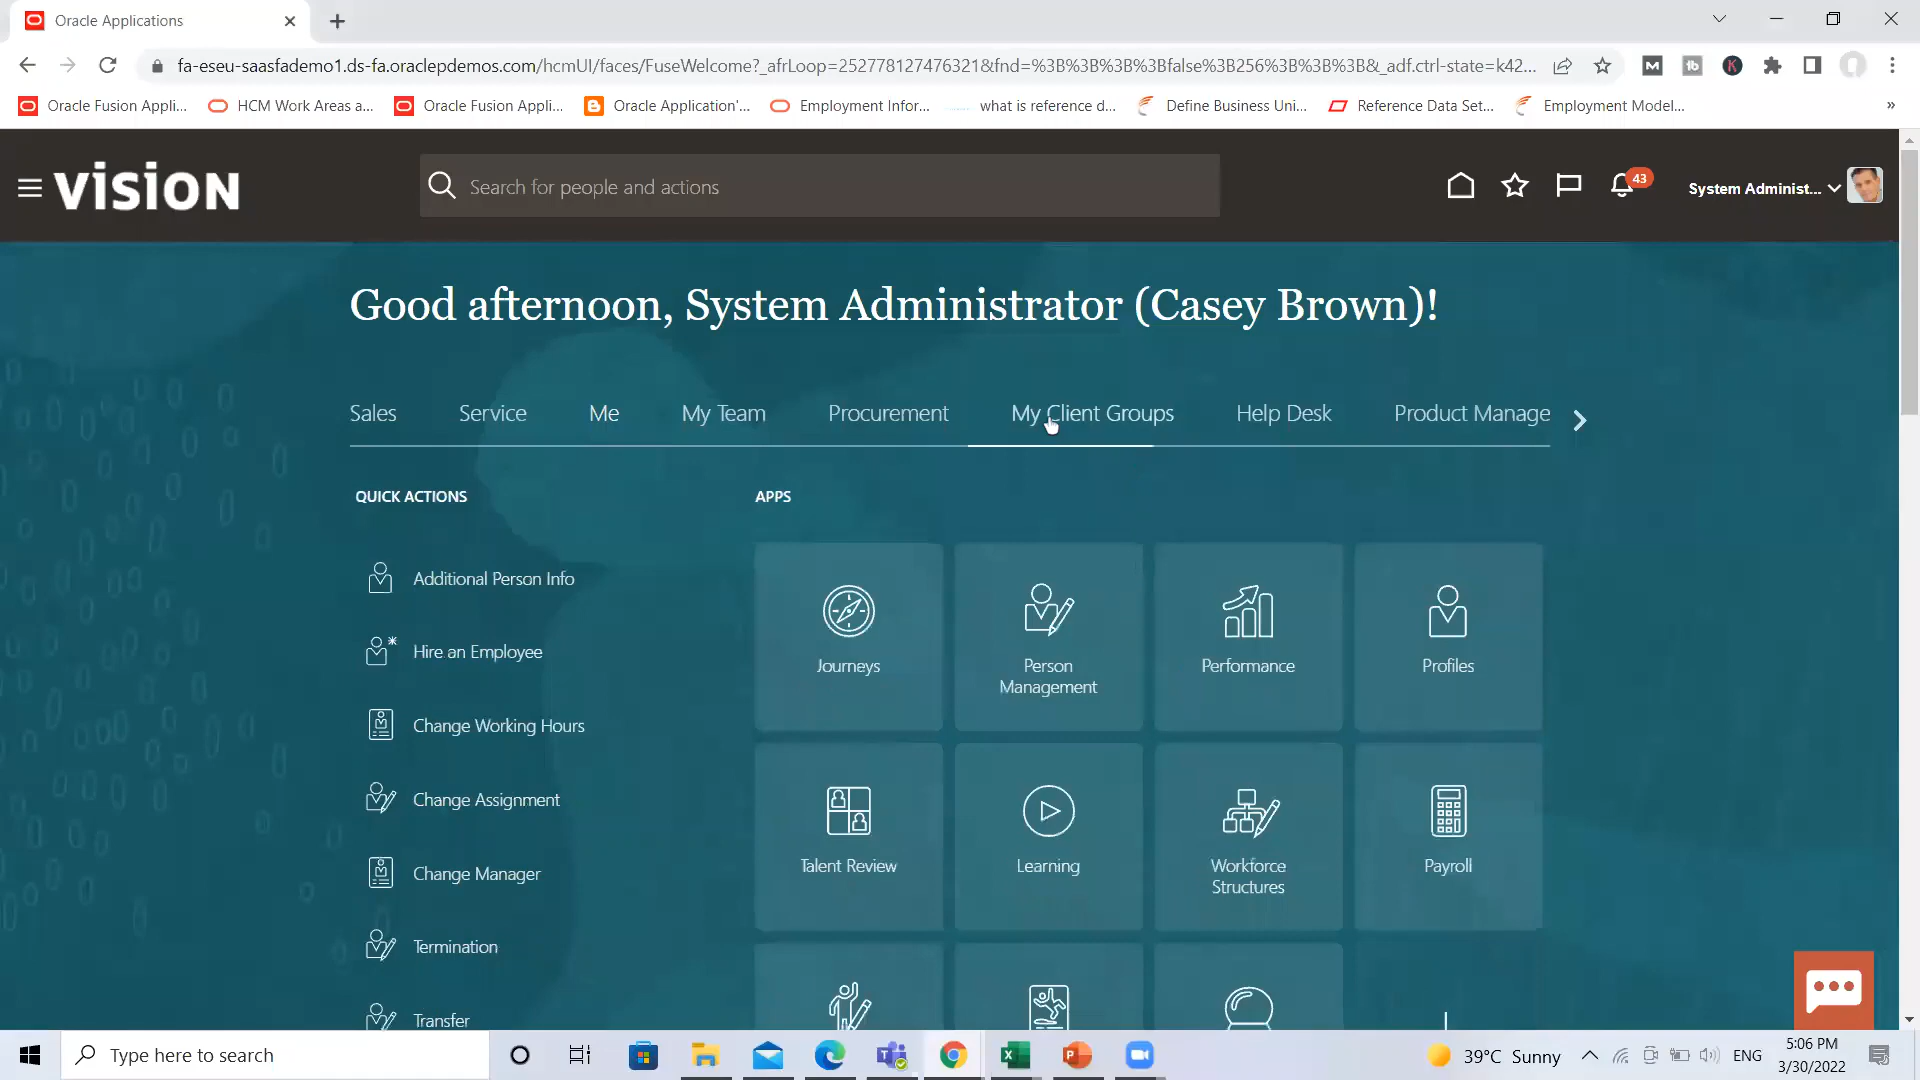 Oracle Applications
fa-eseu-saasfademo1.ds-fa.oraclepdemos.com/hcmUI/faces/FuseWelcome?_afrLoop=252778127476321&fnd=%3B%3B%3B%3Bfalse%3B256%3B%3B%3B&_adf.ctrl-state=k42...
Oracle Fusion Appli... HCM Work Areas a... Oracle Fusion Appli... Oracle Application'... Employment Infor... what is reference d... Define Business Uni... Reference Data Set... Employment Model... »
VISION
Search for people and actions
43
System Administ...
Good afternoon, System Administrator (Casey Brown)!
Sales Service Me My Team Procurement My Client Groups Help Desk Product Manage
QUICK ACTIONS
Additional Person Info
Hire an Employee
Change Working Hours
Change Assignment
Change Manager
Termination
Transfer
APPS
Journeys
Person
Management
Performance
Profiles
Talent Review
Learning
Workforce
Structures
Payroll
Type here to search
39°C Sunny
ENG
5:06 PM
3/30/2022